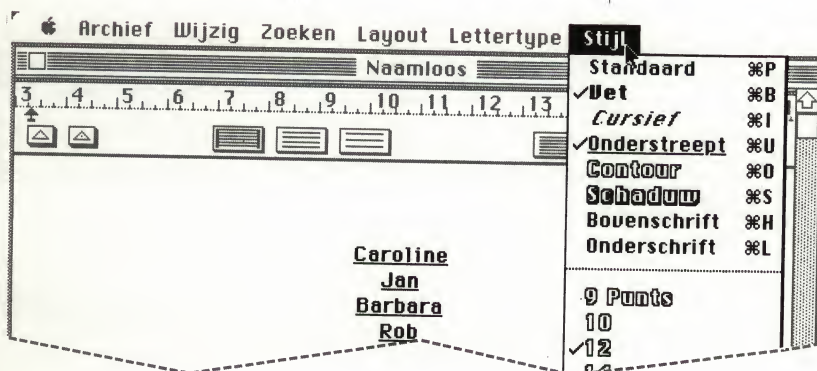 Archief Wijzig Zoeken Layout Lettertype Stijl
Naamloos
3 4 5 6 7 8 9 10 11 12 13
Caroline
Jan
Barbara
Rob
Standaard ⌘P
✓Vet ⌘B
Cursief ⌘I
✓Onderstreept ⌘U
Contour ⌘O
Schaduw ⌘S
Bovenschrift ⌘H
Onderschrift ⌘L
9 Punts
10
✓12
14